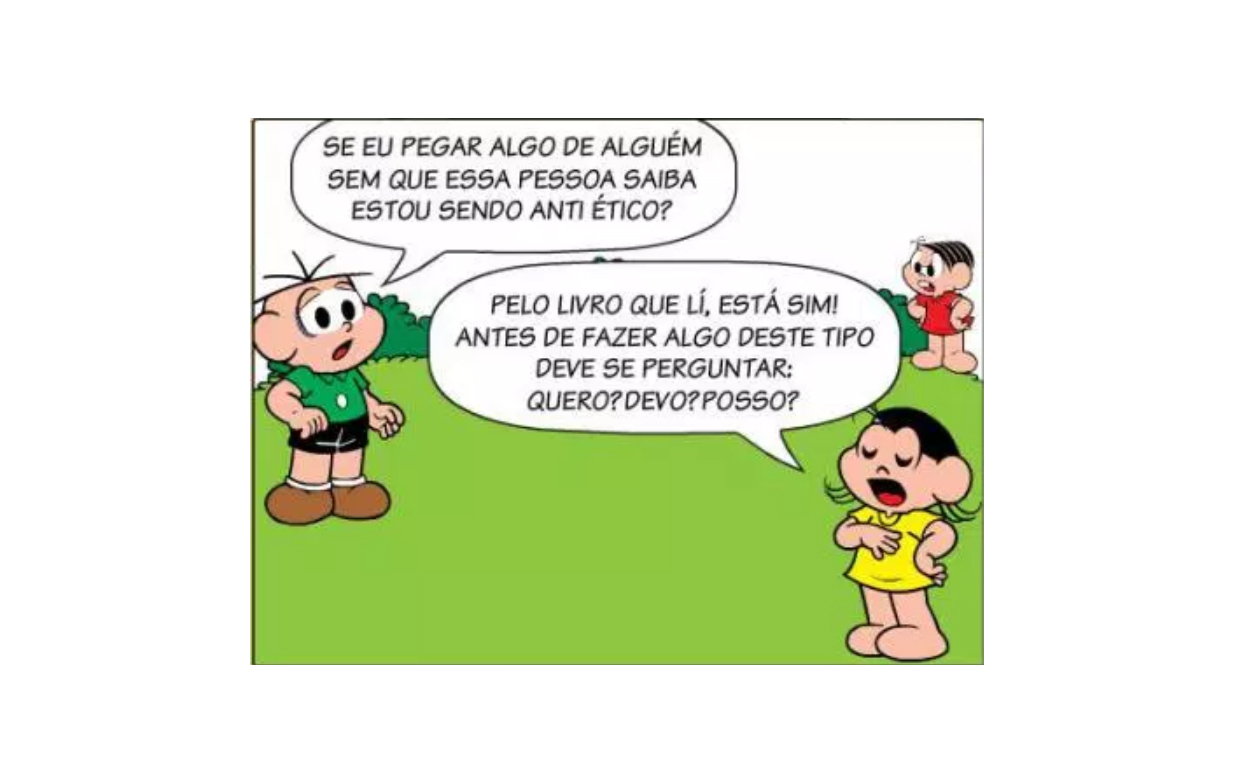 SE EU PEGAR ALGO DE ALGUÉM
SEM QUE ESSA PESSOA SAIBA
ESTOU SENDO ANTI ÉTICO?
PELO LIVRO QUE LÍ, ESTÁ SIM!
ANTES DE FAZER ALGO DESTE TIPO
DEVE SE PERGUNTAR:
QUERO?DEVO?POSSO?